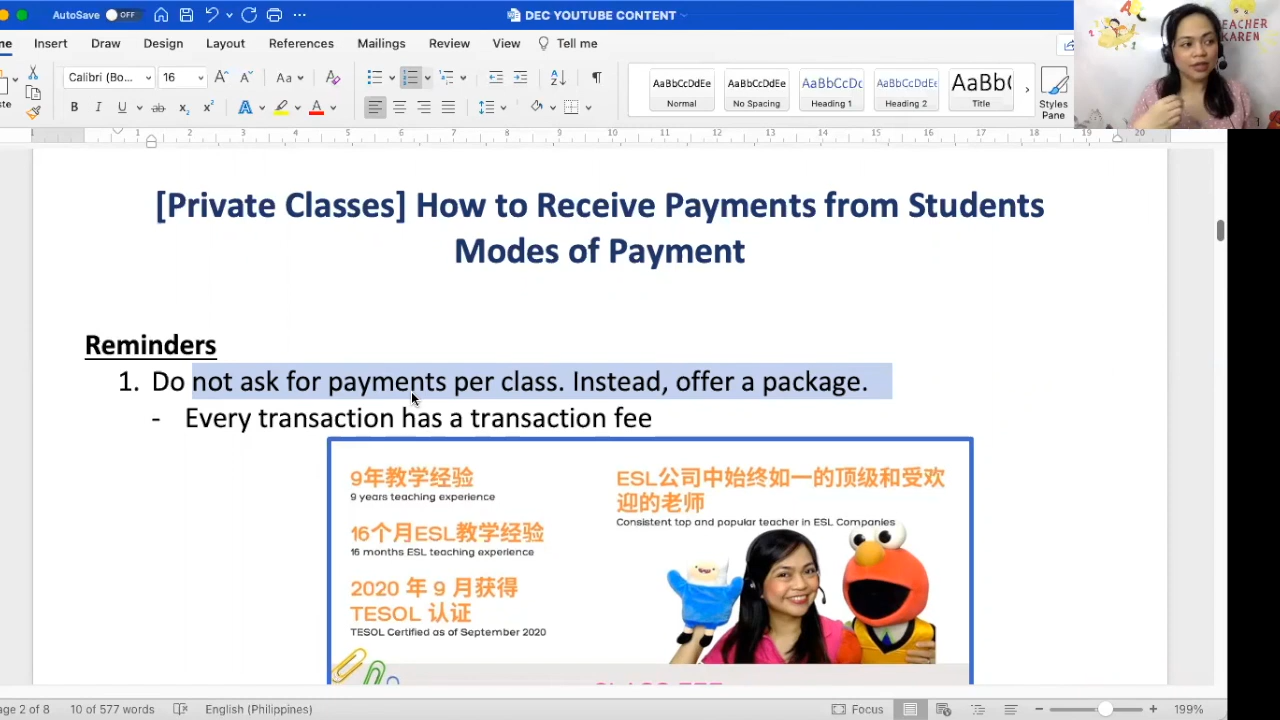 AutoSave OFF
DEC YOUTUBE CONTENT
Insert Draw Design Layout References Mailings Review View Tell me
Calibri (Bo... 16
AaBbCcDdEe
Normal
AaBbCcDdEe
No Spacing
AaBbCcDc
Heading 1
AaBbCcDdEe
Heading 2
Title
Styles
Pane
TEACHER
KAREN
[Private Classes] How to Receive Payments from Students
Modes of Payment
Reminders
1. Do not ask for payments per class. Instead, offer a package.
- Every transaction has a transaction fee
9年教学经验
9 years teaching experience
16个月ESL教学经验
16 months ESL teaching experience
2020 年 9 月获得
TESOL 认证
TESOL Certified as of September 2020
ESL公司中始终如一的顶级和受欢
迎的老师
Consistent top and popular teacher in ESL Companies
2 of 8 10 of 577 words English (Philippines) Focus 199%